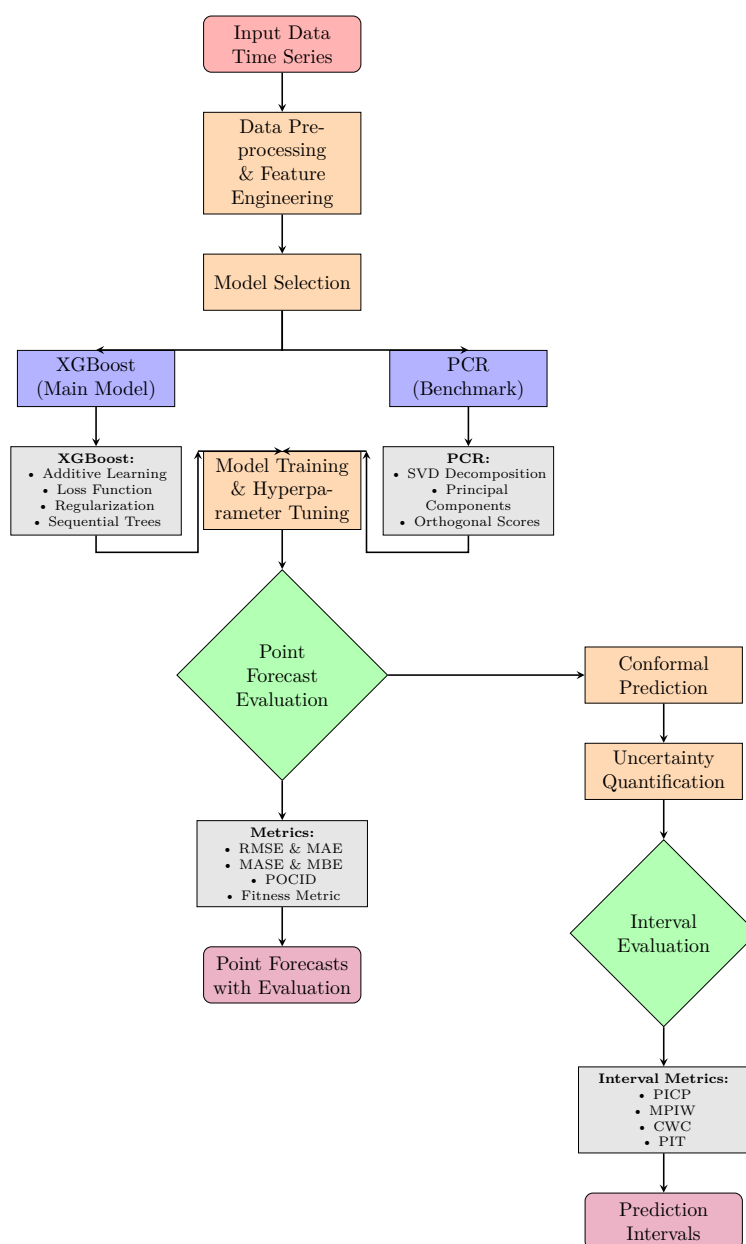 Input Data
Time Series
Data Pre-
processing
& Feature
Engineering
Model Selection
XGBoost
(Main Model)
PCR
(Benchmark)
XGBoost:
• Additive Learning
• Loss Function
• Regularization
• Sequential Trees
Model Training
& Hyperpa-
rameter Tuning
PCR:
• SVD Decomposition
• Principal
Components
• Orthogonal Scores
Point
Forecast
Evaluation
Conformal
Prediction
Uncertainty
Quantification
Metrics:
• RMSE & MAE
• MASE & MBE
• POCID
• Fitness Metric
Interval
Evaluation
Point Forecasts
with Evaluation
Interval Metrics:
• PICP
• MPIW
• CWC
• PIT
Prediction
Intervals